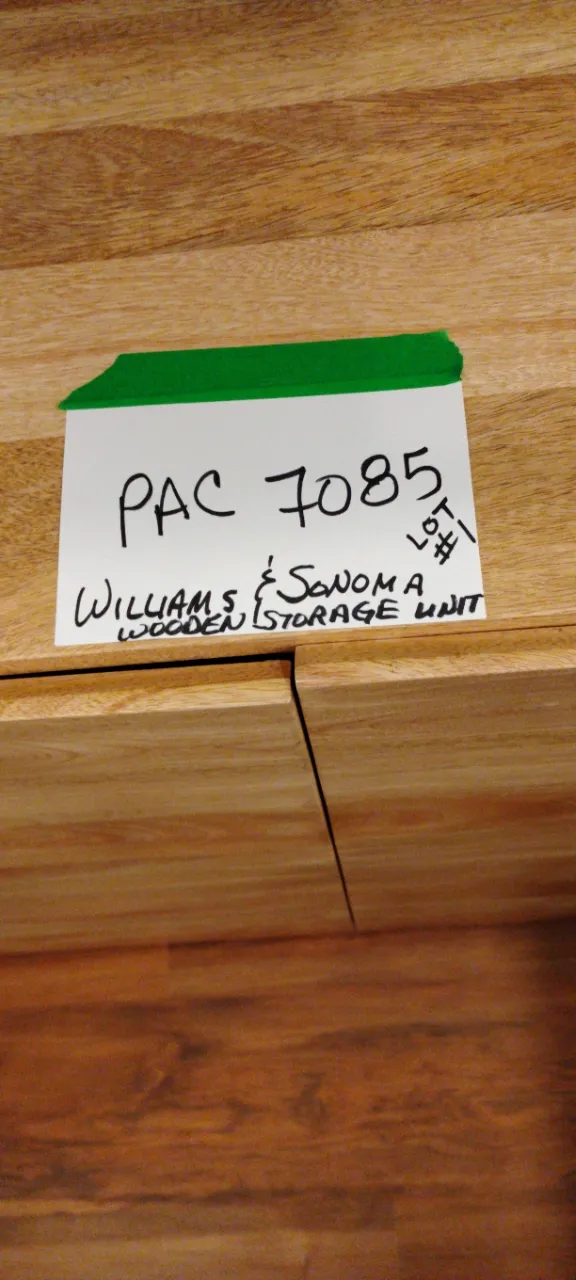 PAC 7085
LOT
#1
WILLIAMS & SONOMA
WOODEN STORAGE UNIT